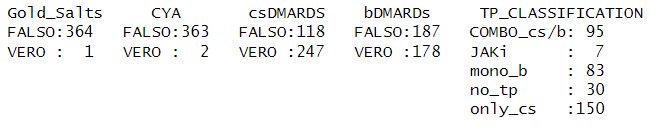 Gold_Salts     CYA         csDMARDS     bDMARDs      TP_CLASSIFICATION
FALSO:364   FALSO:363   FALSO:118   FALSO:187   COMBO_cs/b: 95
VERO :  1   VERO :  2   VERO :247   VERO :178   JAKi      :  7
mono_b    : 83
no_tp     : 30
only_cs   :150